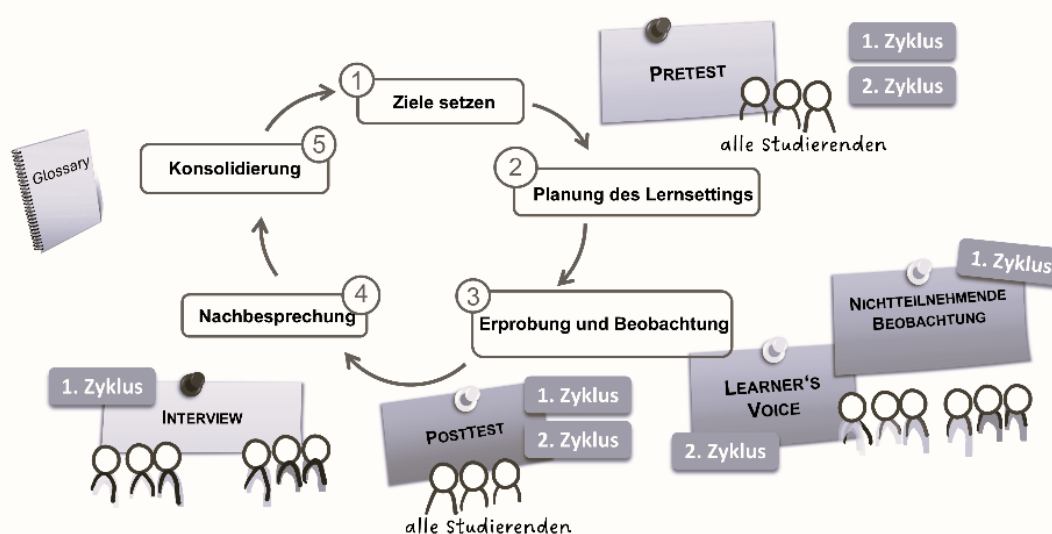 1. Zyklus
PRETEST
2. Zyklus
alle Studierenden
1
Ziele setzen
5
Konsolidierung
Glossary
2
Planung des Lernsettings
3
Erprobung und Beobachtung
4
Nachbesprechung
1. Zyklus
NICHTTEILNEHMENDE
BEOBACHTUNG
LEARNER'S
VOICE
2. Zyklus
1. Zyklus
INTERVIEW
1. Zyklus
POSTTEST
2. Zyklus
alle Studierenden